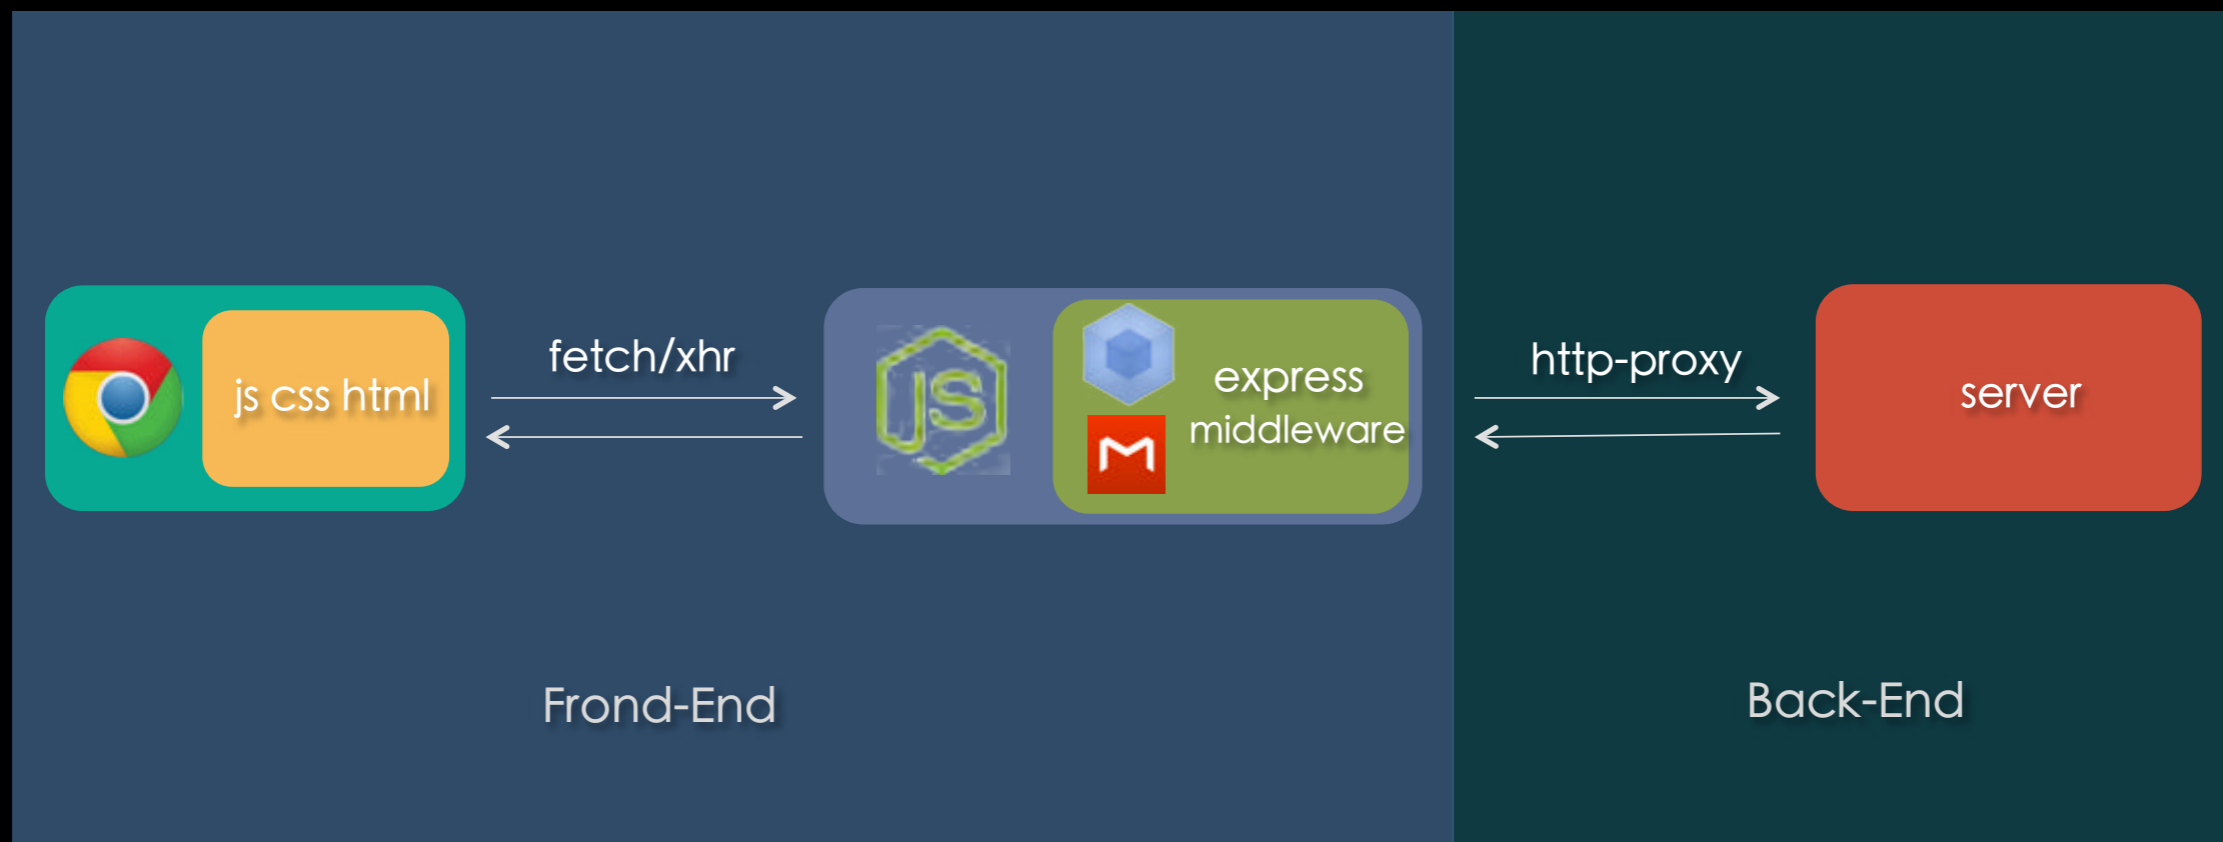 js css html
fetch/xhr
JS
express
middleware
http-proxy
server
Frond-End
Back-End